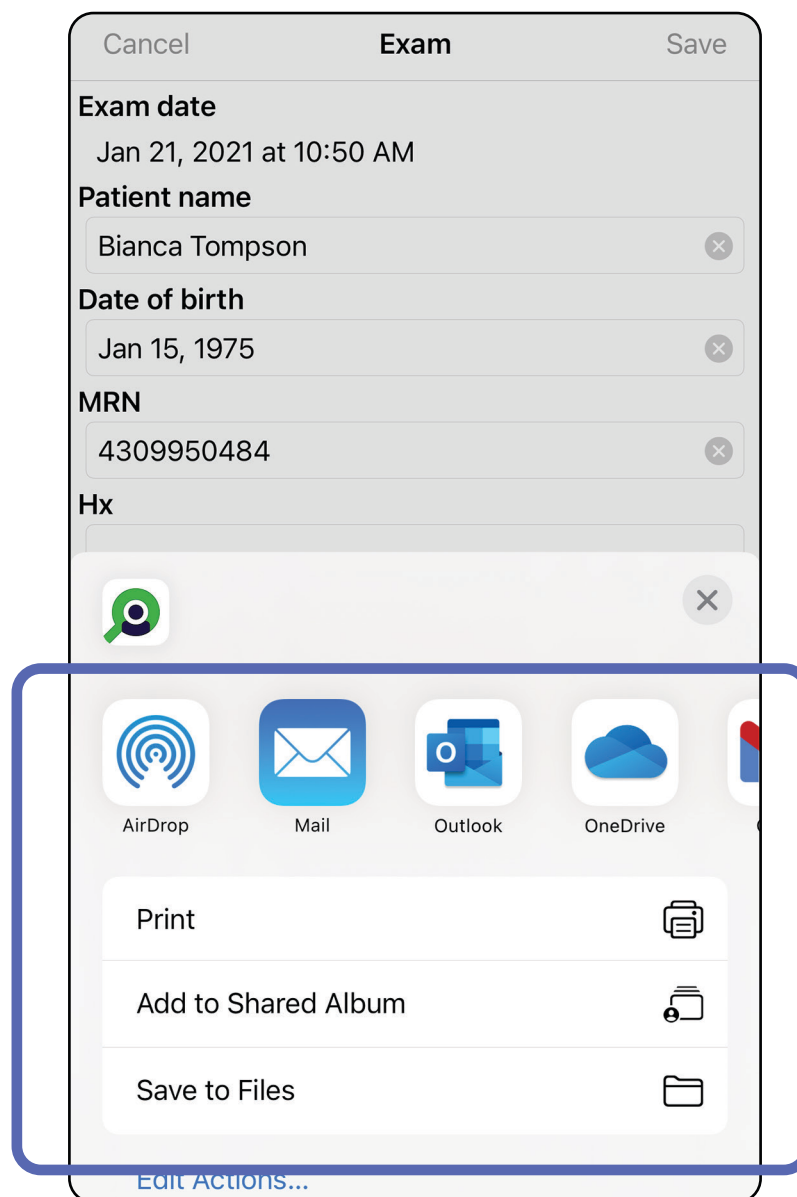 Cancel Exam Save
Exam date
Jan 21, 2021 at 10:50 AM
Patient name
Bianca Tompson
Date of birth
Jan 15, 1975
MRN
4309950484
Hx
AirDrop Mail Outlook OneDrive
Print
Add to Shared Album
Save to Files
Edit Actions...